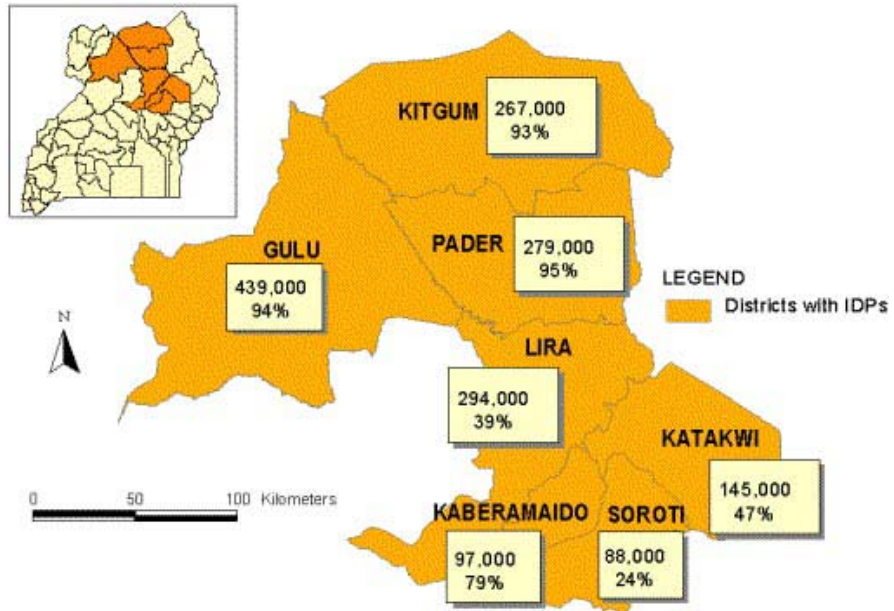 KITGUM
267,000
93%
PADER
279,000
95%
GULU
439,000
94%
LEGEND
Districts with IDPs
N
LIRA
294,000
39%
KATAKWI
145,000
47%
0 50 100 Kilometers
KABERAMAIDO
97,000
79%
SOROTI
88,000
24%